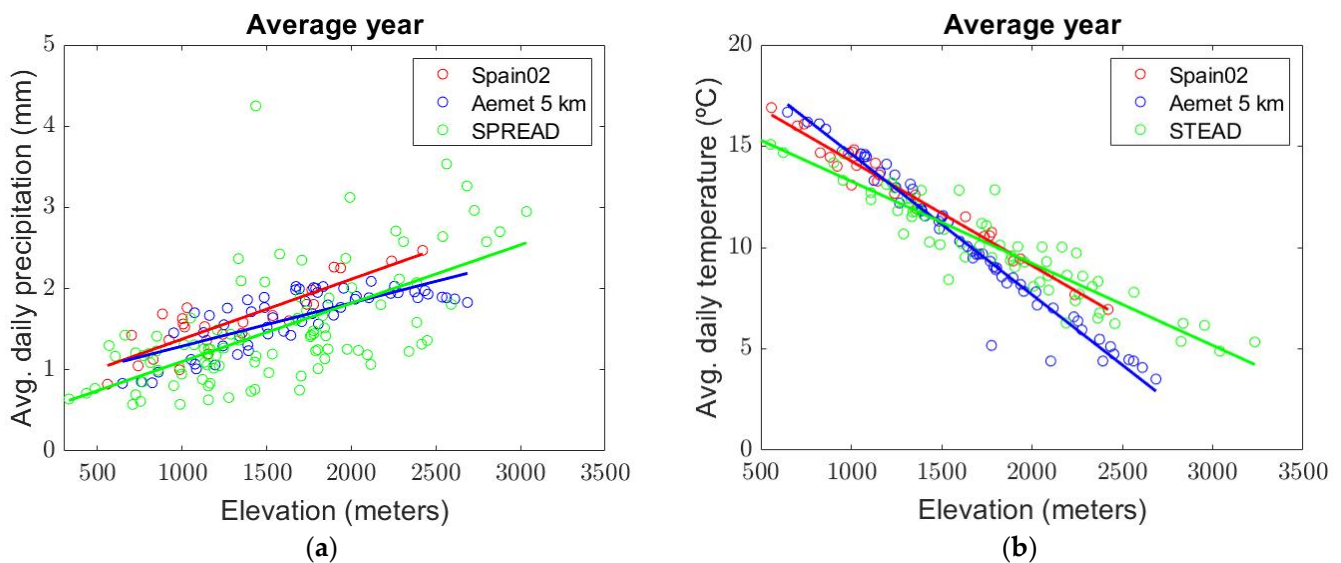 Average year
5
4
3
2
1
0
Avg. daily precipitation (mm)
Spain02
Aemet 5 km
SPREAD
500 1000 1500 2000 2500 3000 3500
Elevation (meters)
(a)
Average year
20
15
10
5
0
Avg. daily temperature (ºC)
Spain02
Aemet 5 km
STEAD
500 1000 1500 2000 2500 3000 3500
Elevation (meters)
(b)